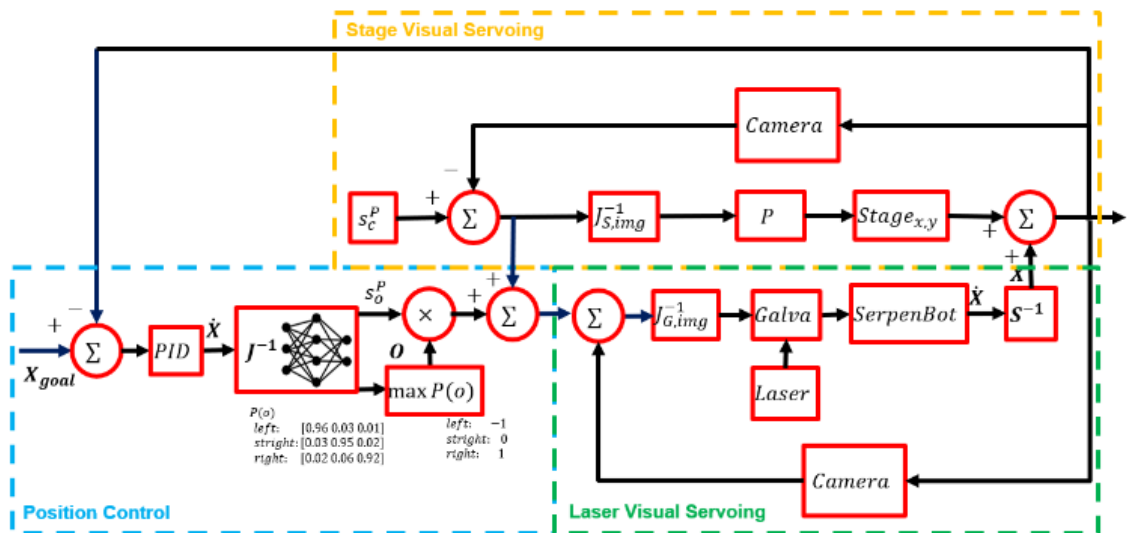 Stage Visual Servoing
Camera
−
+
s_c^P
Σ
J_{S,img}^{-1}
P
Stage_{x,y}
+
Σ
+
X
−
+
Σ
X_goal
PID
Ẋ
J^{-1}
s_o^P
×
O
max P(o)
+
+
Σ
Σ
J_{G,img}^{-1}
Galva
SerpenBot
Ẋ
S^{-1}
Laser
Camera
P(o)
left: [0.96 0.03 0.01]
stright: [0.03 0.95 0.02]
right: [0.02 0.06 0.92]
left: −1
stright: 0
right: 1
Position Control
Laser Visual Servoing